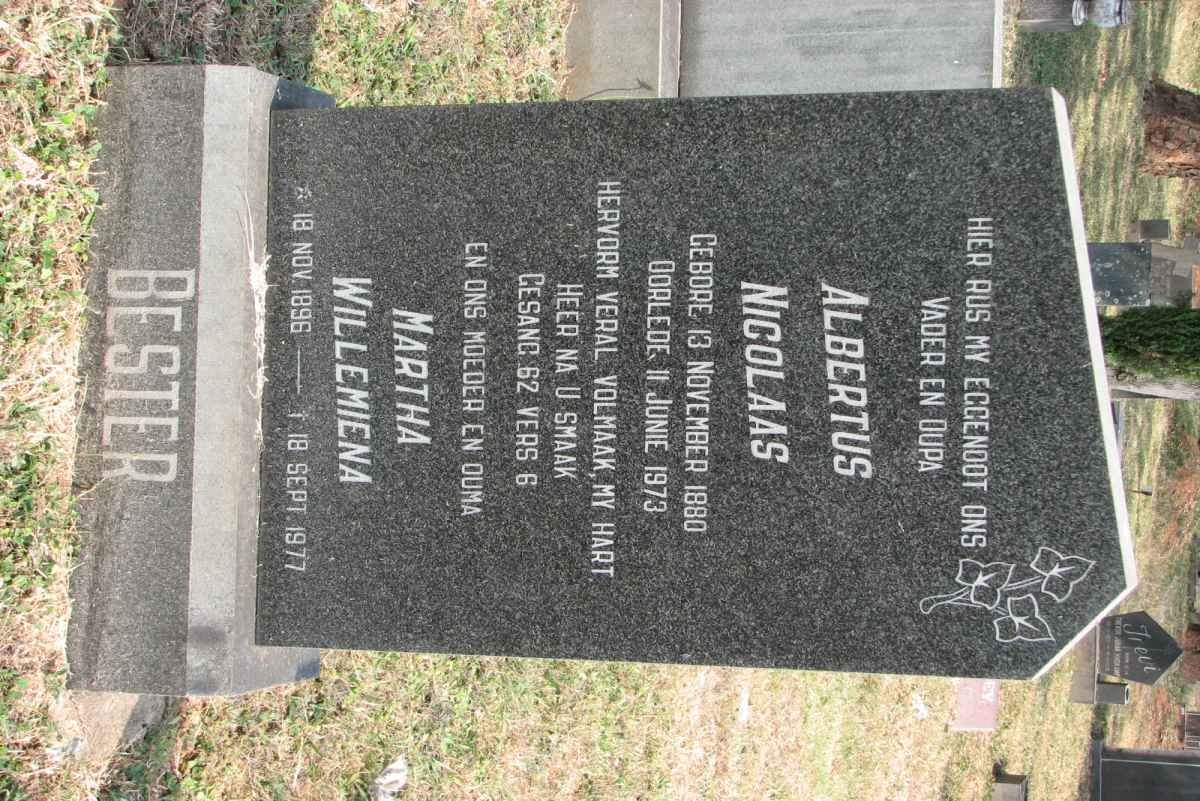 HIER RUS MY EGGENOOT ONS
VADER EN OUPA
ALBERTUS
NICOLAAS
GEBORE, 13 NOVEMBER 1880
OORLEDE, 11 JUNIE 1973
HERVORM VERAL, VOLMAAK, MY HART
HEER NA U SMAAK
GESANG 62 VERS 6
EN ONS MOEDER EN OUMA
MARTHA
WILLEMIENA
* 18 NOV. 1896 — † 18 SEPT. 1977
BESTER